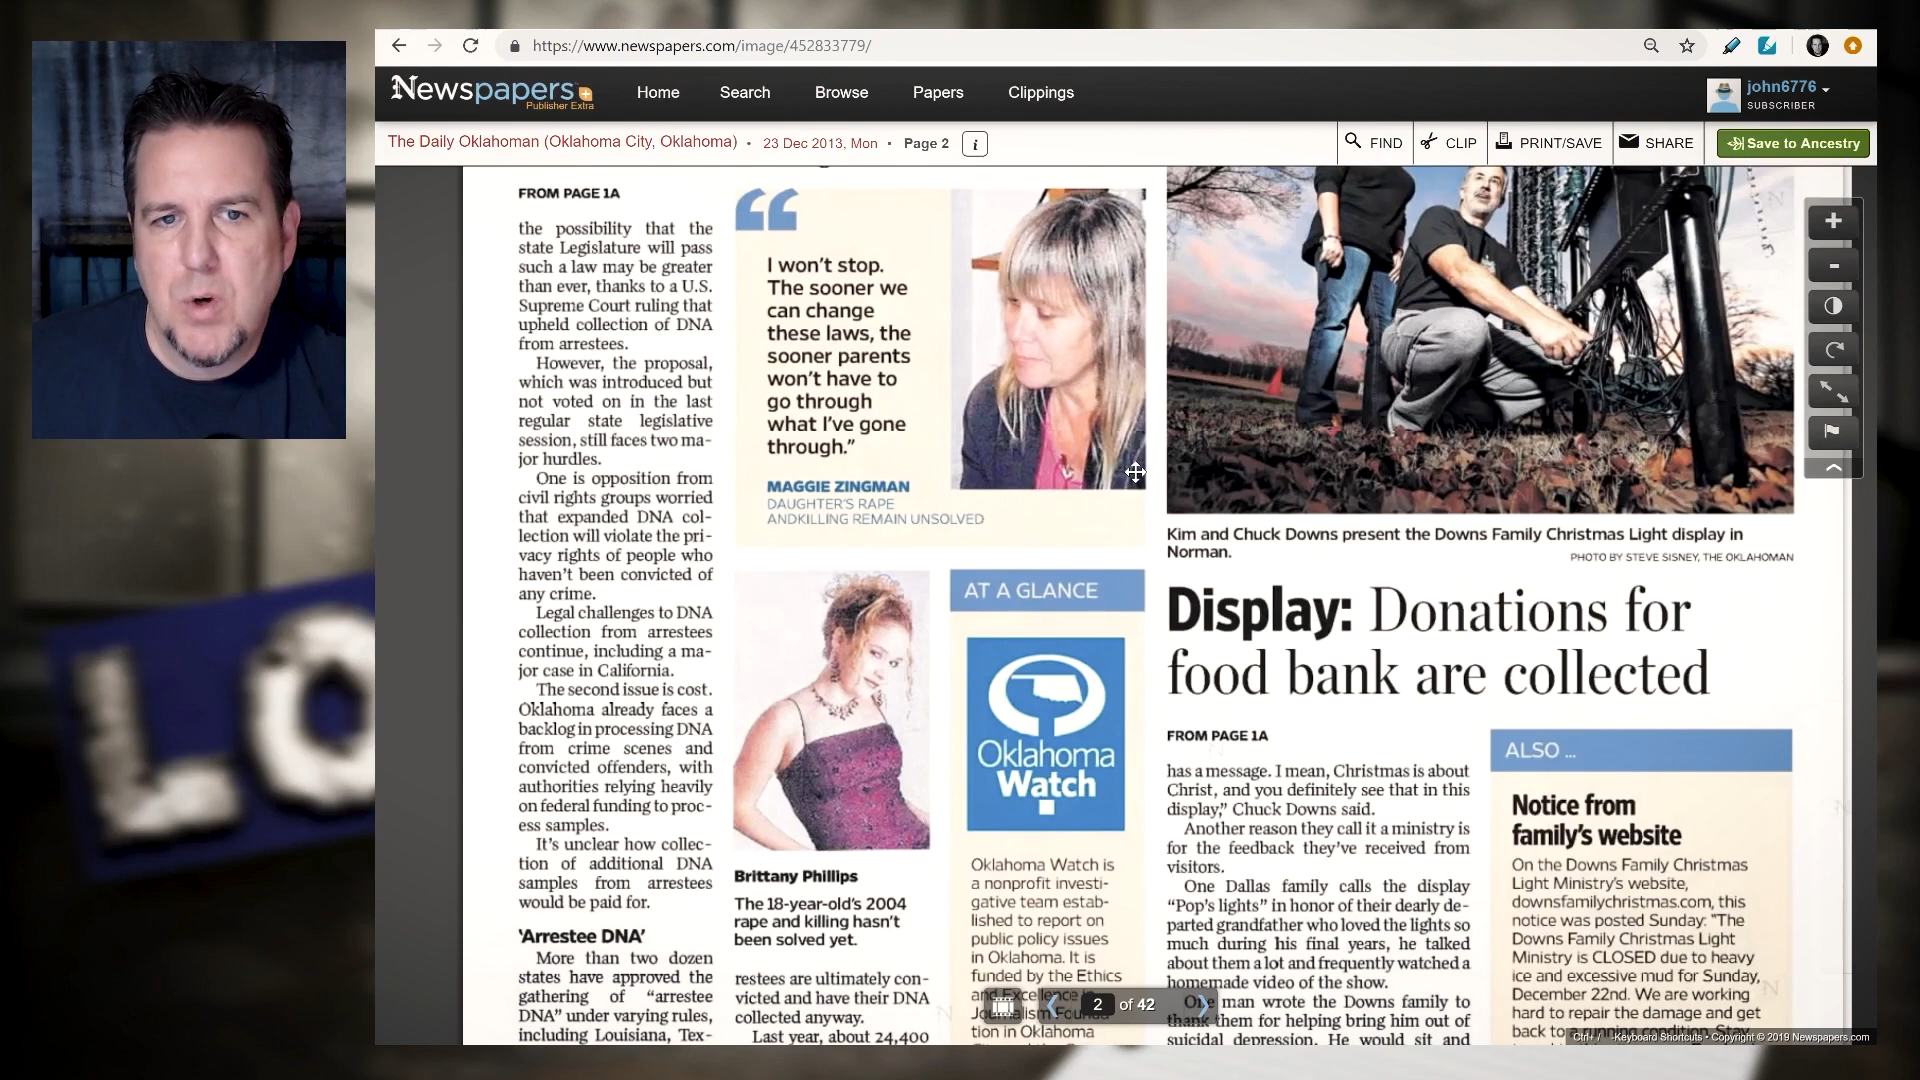 https://www.newspapers.com/image/452833779/
Newspapers
Publisher Extra
Home
Search
Browse
Papers
Clippings
john6776
SUBSCRIBER
The Daily Oklahoman (Oklahoma City, Oklahoma) • 23 Dec 2013, Mon • Page 2
FIND
CLIP
PRINT/SAVE
SHARE
Save to Ancestry
FROM PAGE 1A
the possibility that the
state Legislature will pass
such a law may be greater
than ever, thanks to a U.S.
Supreme Court ruling that
upheld collection of DNA
from arrestees.
However, the proposal,
which was introduced but
not voted on in the last
regular state legislative
session, still faces two ma-
jor hurdles.
One is opposition from
civil rights groups worried
that expanded DNA col-
lection will violate the pri-
vacy rights of people who
haven't been convicted of
any crime.
Legal challenges to DNA
collection from arrestees
continue, including a ma-
jor case in California.
The second issue is cost.
Oklahoma already faces a
backlog in processing DNA
from crime scenes and
convicted offenders, with
authorities relying heavily
on federal funding to proc-
ess samples.
It's unclear how collec-
tion of additional DNA
samples from arrestees
would be paid for.
'Arrestee DNA'
More than two dozen
states have approved the
gathering of “arrestee
DNA” under varying rules,
including Louisiana, Tex-
“
I won't stop.
The sooner we
can change
these laws, the
sooner parents
won't have to
go through
what I've gone
through.”
MAGGIE ZINGMAN
DAUGHTER'S RAPE
ANDKILLING REMAIN UNSOLVED
Brittany Phillips
The 18-year-old's 2004
rape and killing hasn't
been solved yet.
restees are ultimately con-
victed and have their DNA
collected anyway.
Last year, about 24,400
AT A GLANCE
Oklahoma
Watch
Oklahoma Watch is
a nonprofit investi-
gative team estab-
lished to report on
public policy issues
in Oklahoma. It is
funded by the Ethics
and Excellence in
Journalism Founda-
tion in Oklahoma
Kim and Chuck Downs present the Downs Family Christmas Light display in
Norman.
PHOTO BY STEVE SISNEY, THE OKLAHOMAN
Display: Donations for
food bank are collected
FROM PAGE 1A
has a message. I mean, Christmas is about
Christ, and you definitely see that in this
display,” Chuck Downs said.
Another reason they call it a ministry is
for the feedback they've received from
visitors.
One Dallas family calls the display
“Pop's lights” in honor of their dearly de-
parted grandfather who loved the lights so
much during his final years, he talked
about them a lot and frequently watched a
homemade video of the show.
One man wrote the Downs family to
thank them for helping bring him out of
suicidal depression. He would sit and
ALSO ...
Notice from
family's website
On the Downs Family Christmas
Light Ministry's website,
downsfamilychristmas.com, this
notice was posted Sunday: “The
Downs Family Christmas Light
Ministry is CLOSED due to heavy
ice and excessive mud for Sunday,
December 22nd. We are working
hard to repair the damage and get
back to a running condition. Stay
2 of 42
Ctrl+ / -Keyboard Shortcuts • Copyright © 2019 Newspapers.com
LO